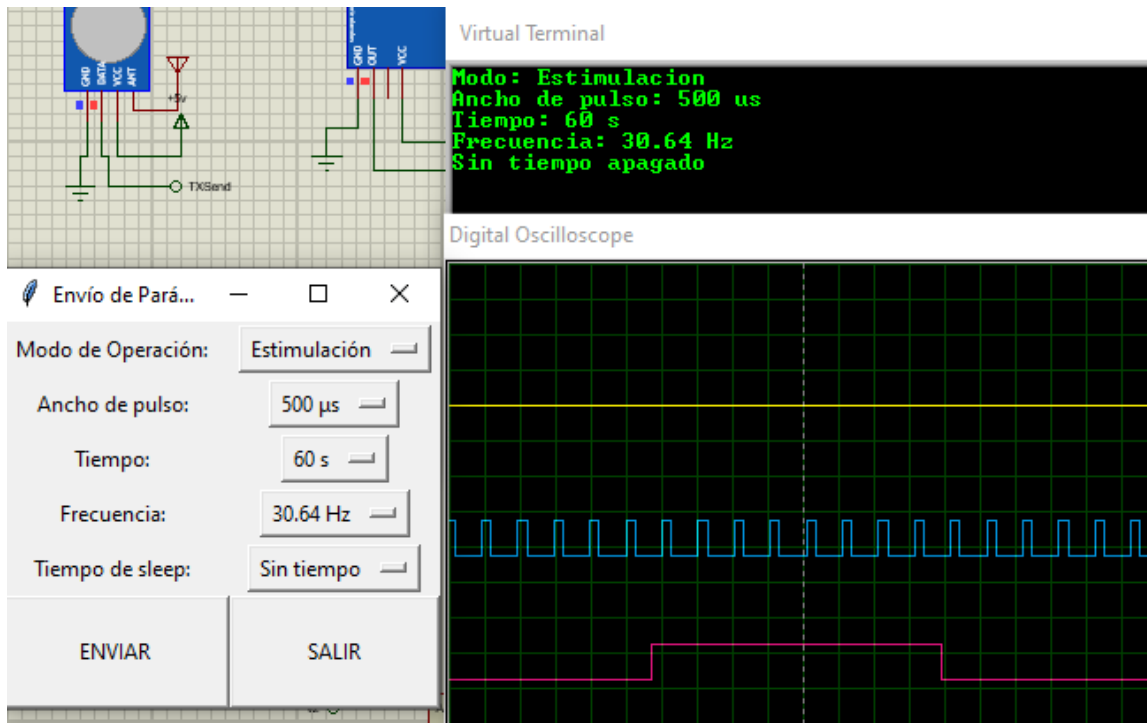 GND
DATA
VCC
ANT
+5v
TXSend
GND
OUT
VCC
Virtual Terminal
Modo: Estimulacion
Ancho de pulso: 500 us
Tiempo: 60 s
Frecuencia: 30.64 Hz
Sin tiempo apagado
Digital Oscilloscope
Envío de Pará...
Modo de Operación: Estimulación
Ancho de pulso: 500 µs
Tiempo: 60 s
Frecuencia: 30.64 Hz
Tiempo de sleep: Sin tiempo
ENVIAR SALIR